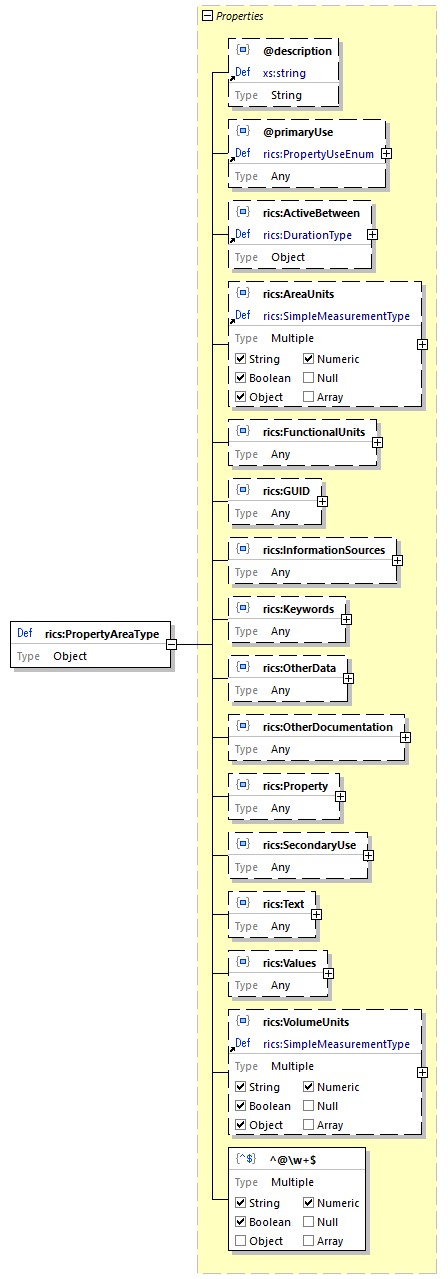 Properties
@description
Def xs:string
Type String
@primaryUse
Def rics:PropertyUseEnum
Type Any
rics:ActiveBetween
Def rics:DurationType
Type Object
rics:AreaUnits
Def rics:SimpleMeasurementType
Type Multiple
String Numeric
Boolean Null
Object Array
rics:FunctionalUnits
Type Any
rics:GUID
Type Any
rics:InformationSources
Type Any
rics:Keywords
Type Any
Def rics:PropertyAreaType
Type Object
rics:OtherData
Type Any
rics:OtherDocumentation
Type Any
rics:Property
Type Any
rics:SecondaryUse
Type Any
rics:Text
Type Any
rics:Values
Type Any
rics:VolumeUnits
Def rics:SimpleMeasurementType
Type Multiple
String Numeric
Boolean Null
Object Array
{^$} ^@\w+$
Type Multiple
String Numeric
Boolean Null
Object Array